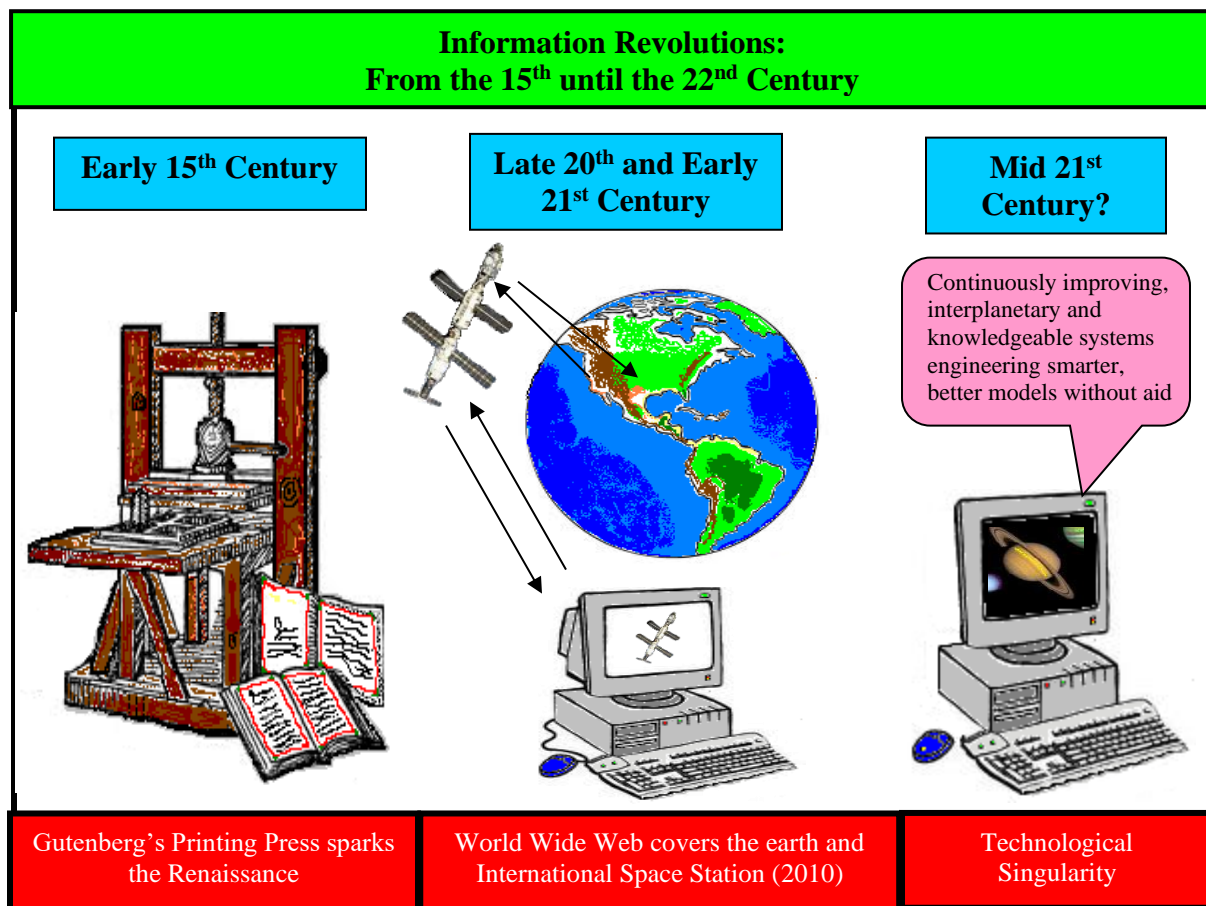 Information Revolutions:
From the 15th until the 22nd Century
Early 15th Century
Late 20th and Early
21st Century
Mid 21st
Century?
Continuously improving,
interplanetary and
knowledgeable systems
engineering smarter,
better models without aid
Gutenberg’s Printing Press sparks
the Renaissance
World Wide Web covers the earth and
International Space Station (2010)
Technological
Singularity